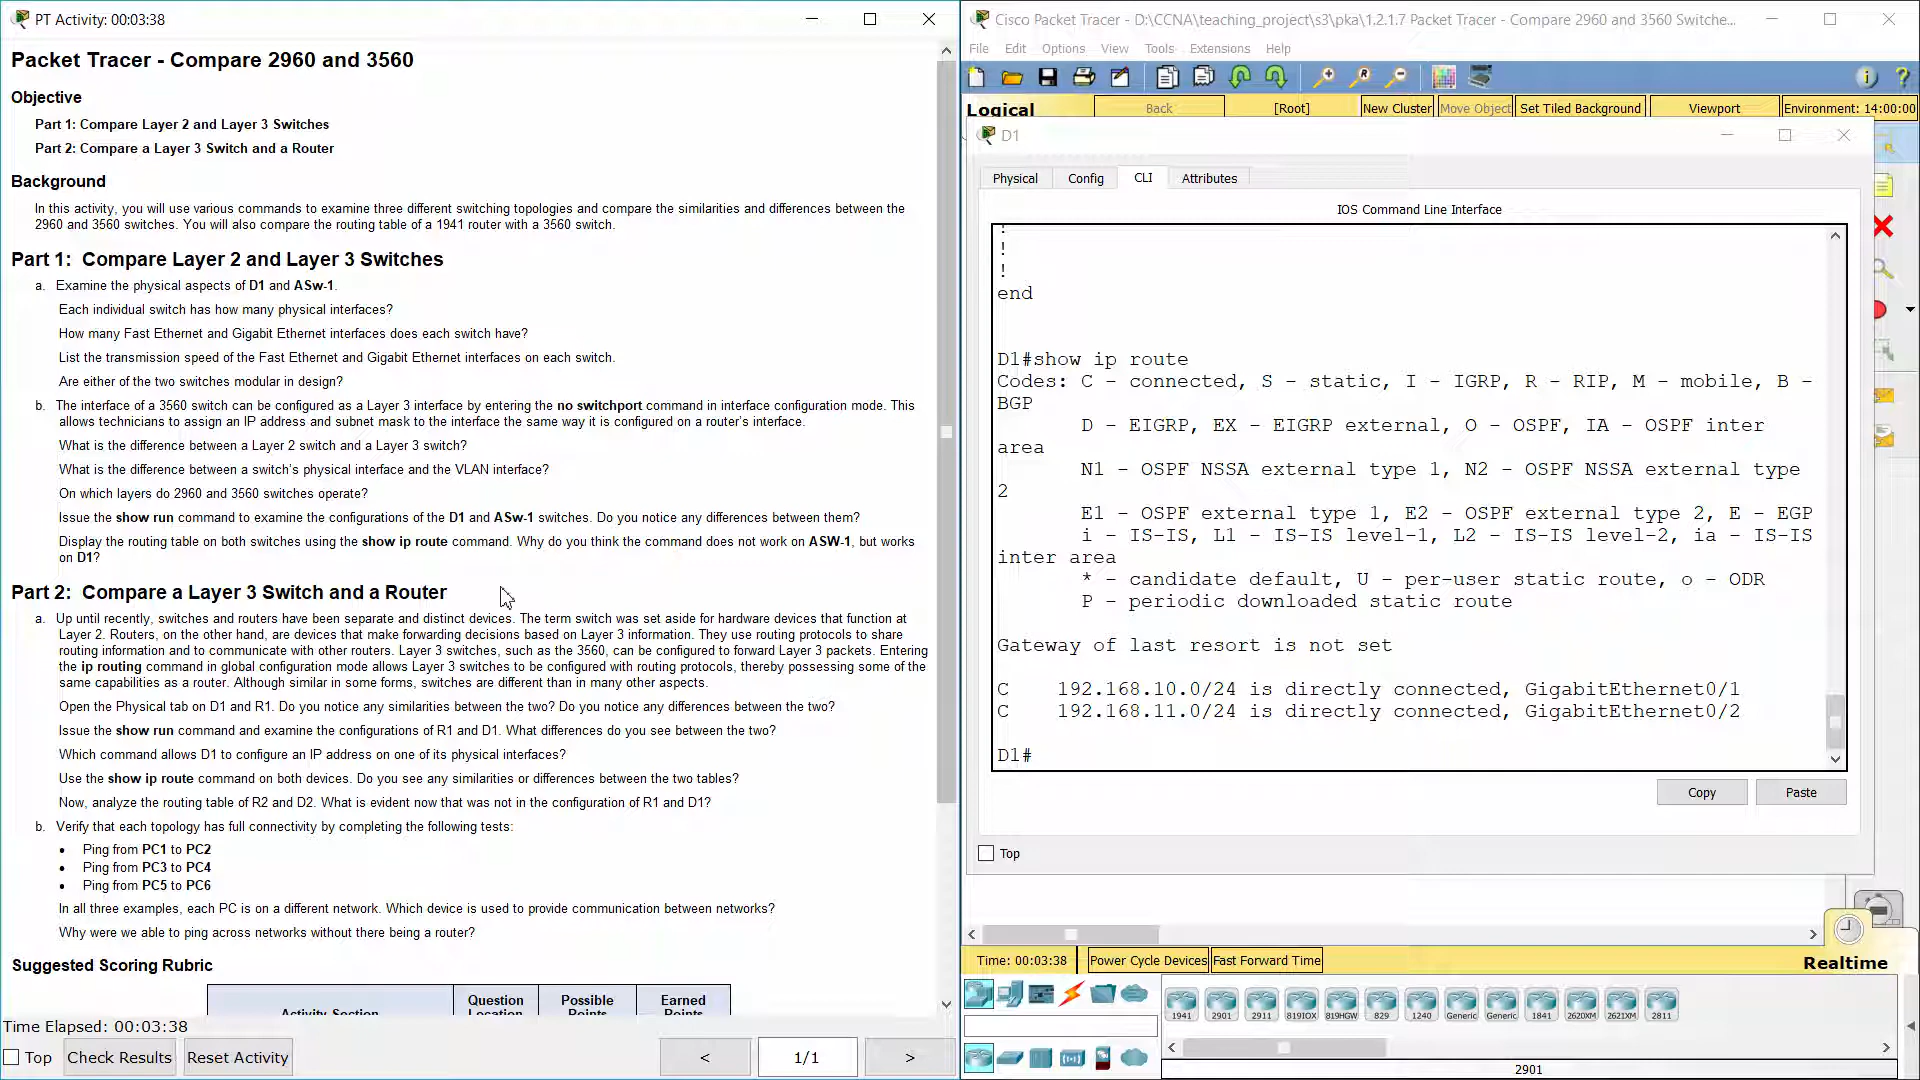 PT Activity: 00:03:38
Packet Tracer - Compare 2960 and 3560
Objective
Part 1: Compare Layer 2 and Layer 3 Switches
Part 2: Compare a Layer 3 Switch and a Router
Background
In this activity, you will use various commands to examine three different switching topologies and compare the similarities and differences between the
2960 and 3560 switches. You will also compare the routing table of a 1941 router with a 3560 switch.
Part 1: Compare Layer 2 and Layer 3 Switches
a. Examine the physical aspects of D1 and ASw-1.
Each individual switch has how many physical interfaces?
How many Fast Ethernet and Gigabit Ethernet interfaces does each switch have?
List the transmission speed of the Fast Ethernet and Gigabit Ethernet interfaces on each switch.
Are either of the two switches modular in design?
b. The interface of a 3560 switch can be configured as a Layer 3 interface by entering the no switchport command in interface configuration mode. This
allows technicians to assign an IP address and subnet mask to the interface the same way it is configured on a router's interface.
What is the difference between a Layer 2 switch and a Layer 3 switch?
What is the difference between a switch's physical interface and the VLAN interface?
On which layers do 2960 and 3560 switches operate?
Issue the show run command to examine the configurations of the D1 and ASw-1 switches. Do you notice any differences between them?
Display the routing table on both switches using the show ip route command. Why do you think the command does not work on ASW-1, but works
on D1?
Part 2: Compare a Layer 3 Switch and a Router
a. Up until recently, switches and routers have been separate and distinct devices. The term switch was set aside for hardware devices that function at
Layer 2. Routers, on the other hand, are devices that make forwarding decisions based on Layer 3 information. They use routing protocols to share
routing information and to communicate with other routers. Layer 3 switches, such as the 3560, can be configured to forward Layer 3 packets. Entering
the ip routing command in global configuration mode allows Layer 3 switches to be configured with routing protocols, thereby possessing some of the
same capabilities as a router. Although similar in some forms, switches are different than in many other aspects.
Open the Physical tab on D1 and R1. Do you notice any similarities between the two? Do you notice any differences between the two?
Issue the show run command and examine the configurations of R1 and D1. What differences do you see between the two?
Which command allows D1 to configure an IP address on one of its physical interfaces?
Use the show ip route command on both devices. Do you see any similarities or differences between the two tables?
Now, analyze the routing table of R2 and D2. What is evident now that was not in the configuration of R1 and D1?
b. Verify that each topology has full connectivity by completing the following tests:
• Ping from PC1 to PC2
• Ping from PC3 to PC4
• Ping from PC5 to PC6
In all three examples, each PC is on a different network. Which device is used to provide communication between networks?
Why were we able to ping across networks without there being a router?
Suggested Scoring Rubric
Activity Section Question Location Possible Points Earned Points
Time Elapsed: 00:03:38
Top Check Results Reset Activity < 1/1 >
Cisco Packet Tracer - D:\CCNA\teaching_project\s3\pka\1.2.1.7 Packet Tracer - Compare 2960 and 3560 Switche...
File Edit Options View Tools Extensions Help
Logical Back [Root] New Cluster Move Object Set Tiled Background Viewport Environment: 14:00:00
D1
Physical Config CLI Attributes
IOS Command Line Interface
!
!
!
end
D1#show ip route
Codes: C - connected, S - static, I - IGRP, R - RIP, M - mobile, B -
BGP
D - EIGRP, EX - EIGRP external, O - OSPF, IA - OSPF inter
area
N1 - OSPF NSSA external type 1, N2 - OSPF NSSA external type
2
E1 - OSPF external type 1, E2 - OSPF external type 2, E - EGP
i - IS-IS, L1 - IS-IS level-1, L2 - IS-IS level-2, ia - IS-IS
inter area
* - candidate default, U - per-user static route, o - ODR
P - periodic downloaded static route
Gateway of last resort is not set
C 192.168.10.0/24 is directly connected, GigabitEthernet0/1
C 192.168.11.0/24 is directly connected, GigabitEthernet0/2
D1#
Copy Paste
Top
Time: 00:03:38 Power Cycle Devices Fast Forward Time
Realtime
1941 2901 2911 819IOX 819HGW 829 1240 Generic Generic 1841 2620XM 2621XM 2811
2901